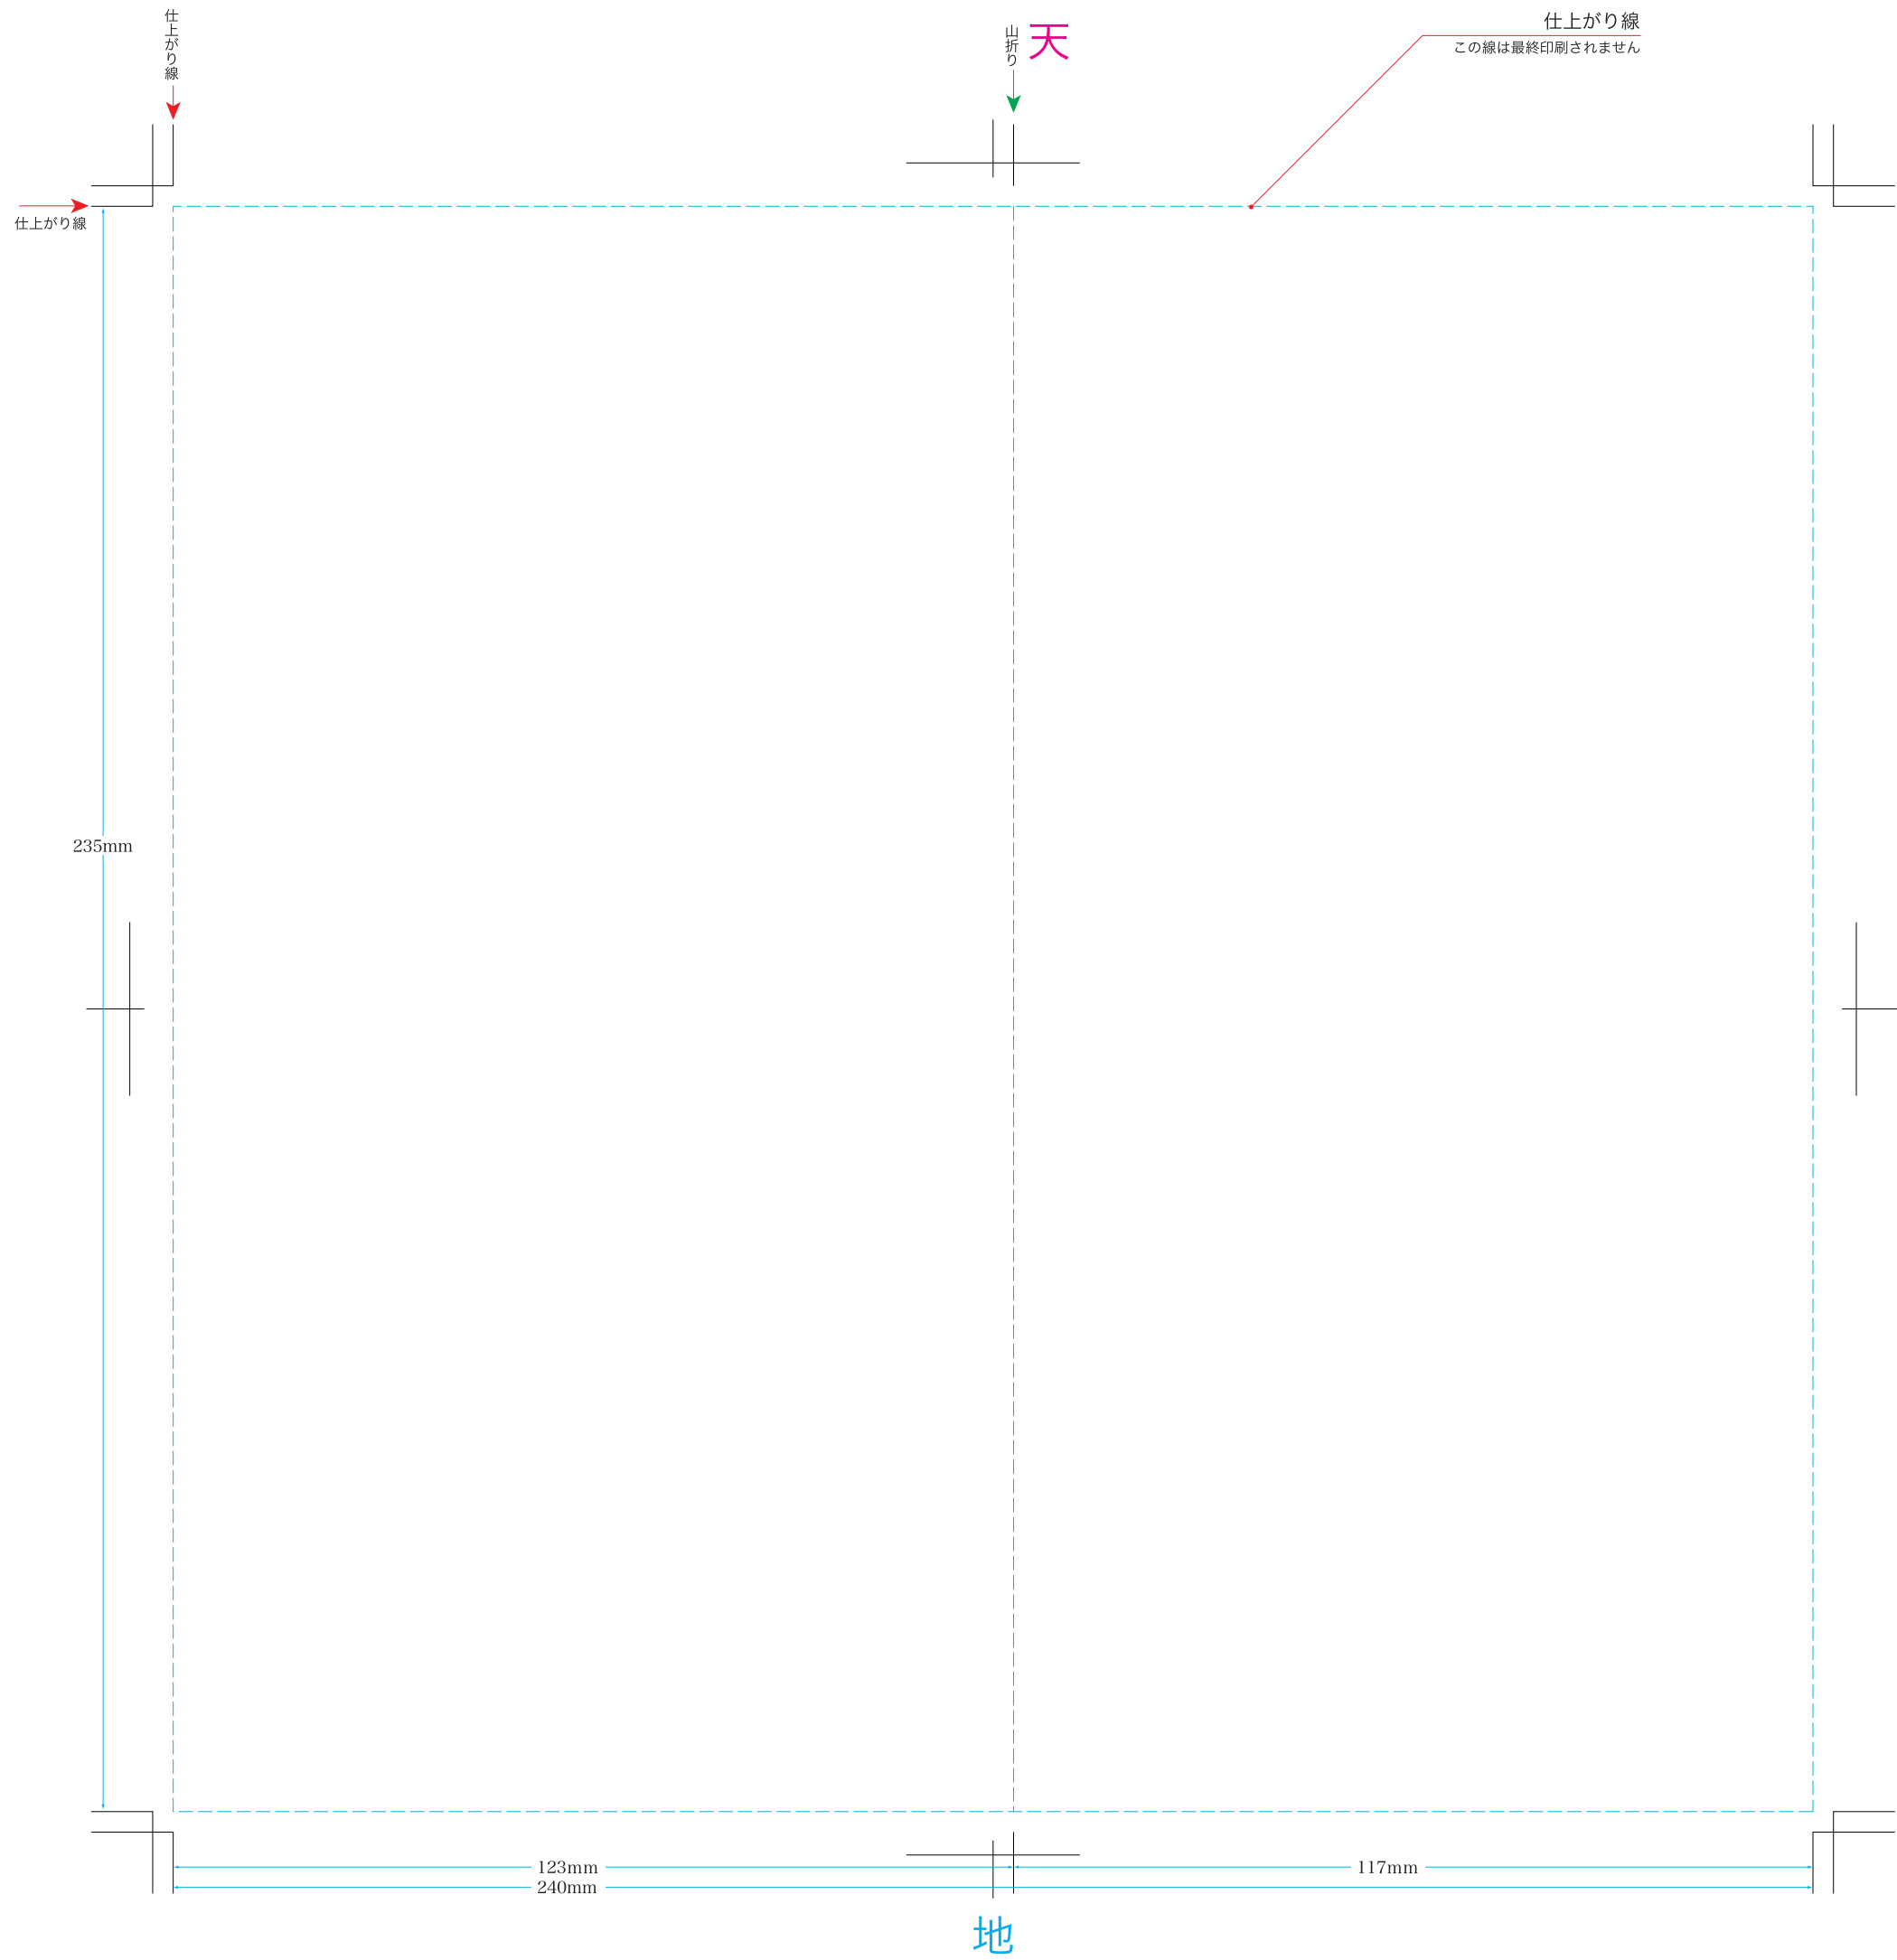 仕上がり線
山折り
天
仕上がり線
この線は最終印刷されません
仕上がり線
235mm
123mm
117mm
240mm
地